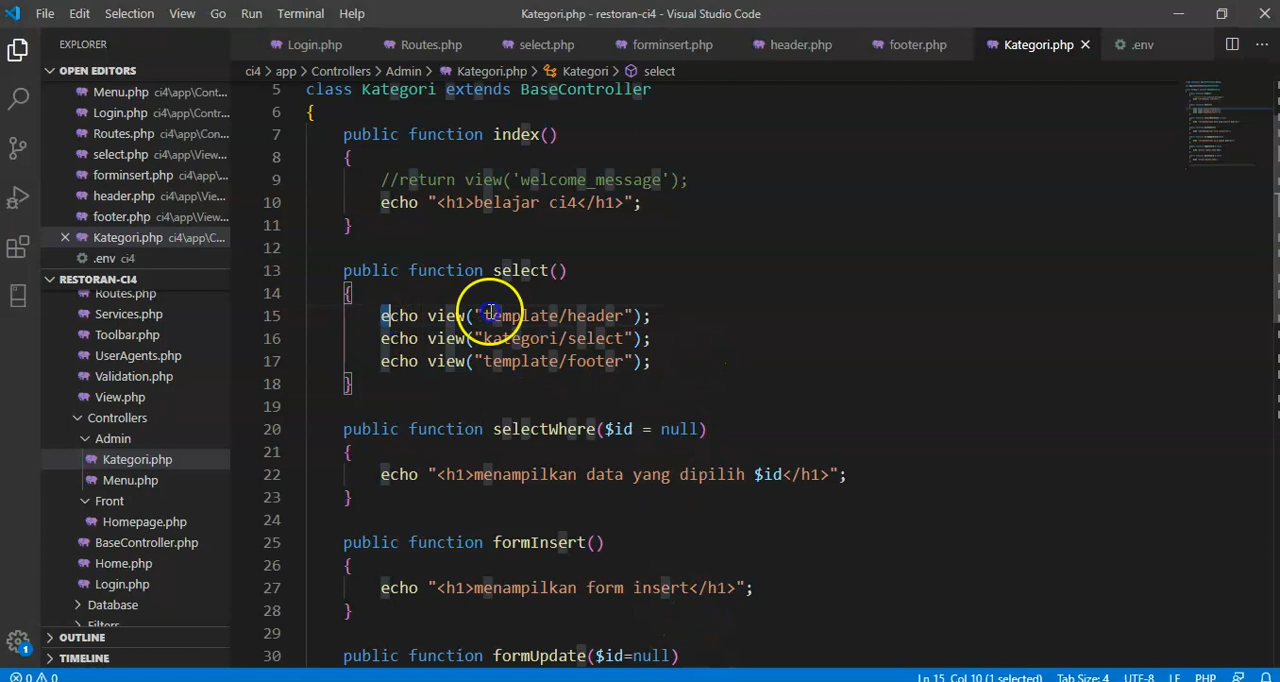 File Edit Selection View Go Run Terminal Help Kategori.php - restoran-ci4 - Visual Studio Code
EXPLORER
Login.php Routes.php select.php forminsert.php header.php footer.php Kategori.php .env
OPEN EDITORS
Menu.php ci4\app\Cont...
Login.php ci4\app\Contr...
Routes.php ci4\app\Co...
select.php ci4\app\View...
forminsert.php ci4\app\...
header.php ci4\app\Vie...
footer.php ci4\app\View...
Kategori.php ci4\app\C...
.env ci4
RESTORAN-CI4
Routes.php
Services.php
Toolbar.php
UserAgents.php
Validation.php
View.php
Controllers
Admin
Kategori.php
Menu.php
Front
Homepage.php
BaseController.php
Home.php
Login.php
Database
Filters
OUTLINE
TIMELINE
ci4 > app > Controllers > Admin > Kategori.php > Kategori > select
5 class Kategori extends BaseController
6 {
7 public function index()
8 {
9 //return view('welcome_message');
10 echo "<h1>belajar ci4</h1>";
11 }
12
13 public function select()
14 {
15 echo view("template/header");
16 echo view("kategori/select");
17 echo view("template/footer");
18 }
19
20 public function selectWhere($id = null)
21 {
22 echo "<h1>menampilkan data yang dipilih $id</h1>";
23 }
24
25 public function formInsert()
26 {
27 echo "<h1>menampilkan form insert</h1>";
28 }
29
30 public function formUpdate($id=null)
1
0 0 Ln 15, Col 10 (1 selected) Tab Size: 4 UTF-8 LF PHP